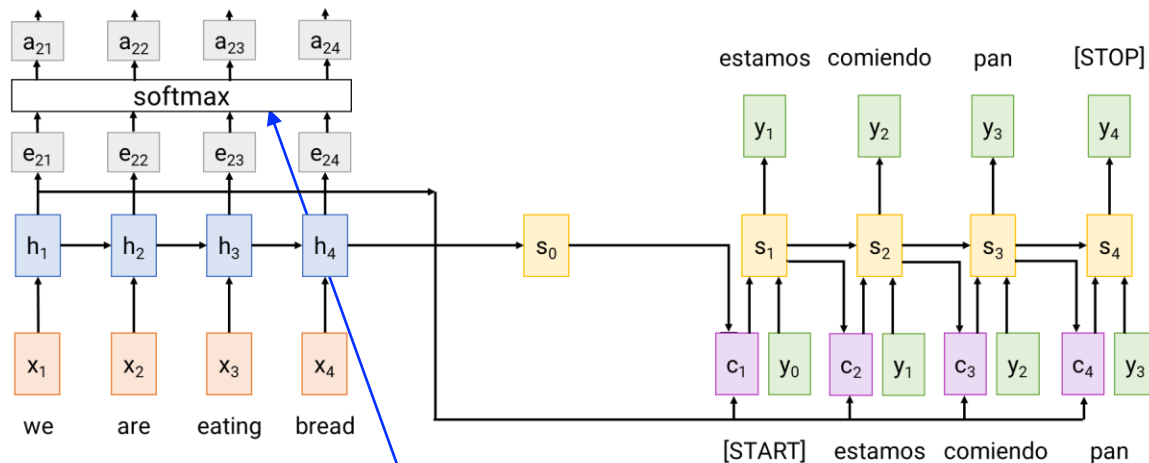 a₂₁ a₂₂ a₂₃ a₂₄
estamos comiendo pan [STOP]
softmax
y₁ y₂ y₃ y₄
e₂₁ e₂₂ e₂₃ e₂₄
h₁ h₂ h₃ h₄ s₀ s₁ s₂ s₃ s₄
x₁ x₂ x₃ x₄ c₁ y₀ c₂ y₁ c₃ y₂ c₄ y₃
we are eating bread
[START] estamos comiendo pan